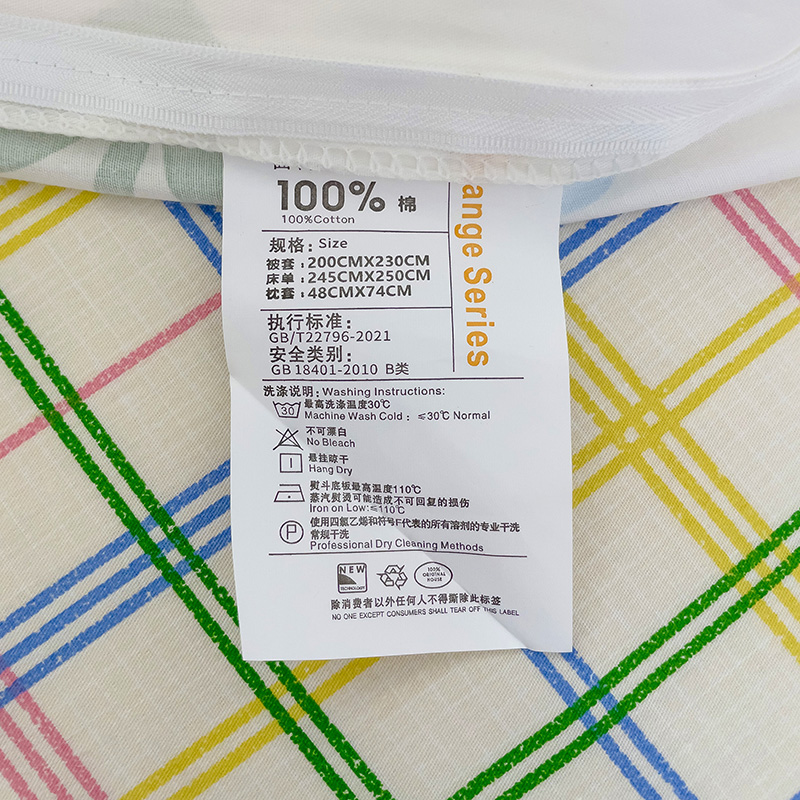 100% 棉
100%Cotton
规格: Size
被套:200CMX230CM
床单:245CMX250CM
枕套:48CMX74CM
执行标准:
GB/T22796-2021
安全类别:
GB 18401-2010 B类
ange Series
洗涤说明: Washing Instructions:
30
最高洗涤温度30℃
Machine Wash Cold : ≤30℃ Normal
不可漂白
No Bleach
悬挂晾干
Hang Dry
熨斗底板最高温度110℃
蒸汽熨烫可能造成不可回复的损伤
Iron on Low:≤110℃
P
使用四氯乙烯和符号F代表的所有溶剂的专业干洗
常规干洗
Professional Dry Cleaning Methods
NEW
TECHNOLOGY
100%
ORIGINAL
HOUSE
除消费者以外任何人不得撕除此标签
NO ONE EXCEPT CONSUMERS SHALL TEAR OFF THIS LABEL